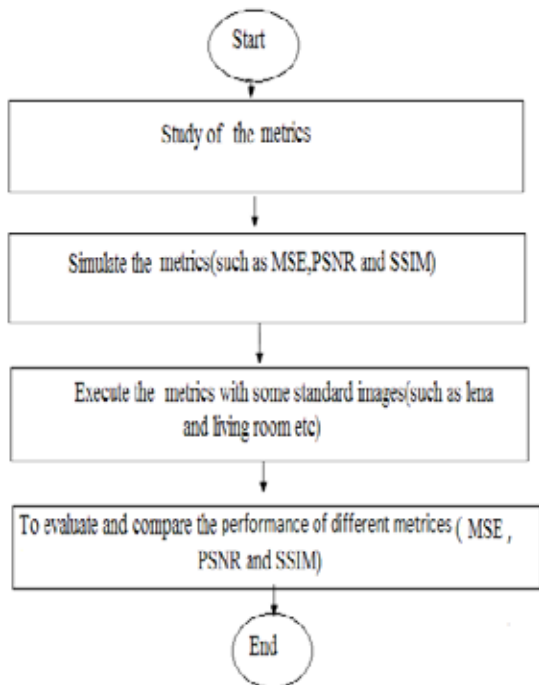 Start
Study of the metrics
Simulate the metrics(such as MSE,PSNR and SSIM)
Execute the metrics with some standard images(such as lena
and living room etc)
To evaluate and compare the performance of different metrices ( MSE ,
PSNR and SSIM)
End